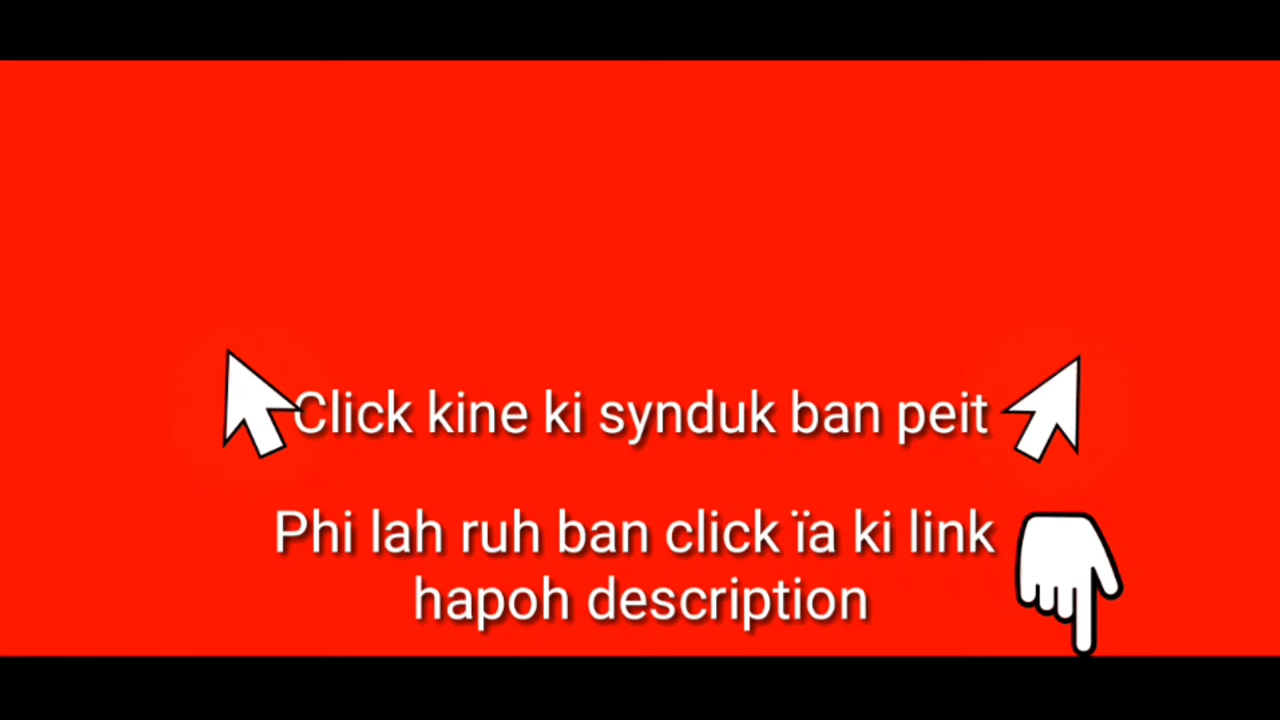 Click kine ki synduk ban peit
Phi lah ruh ban click ïa ki link
hapoh description